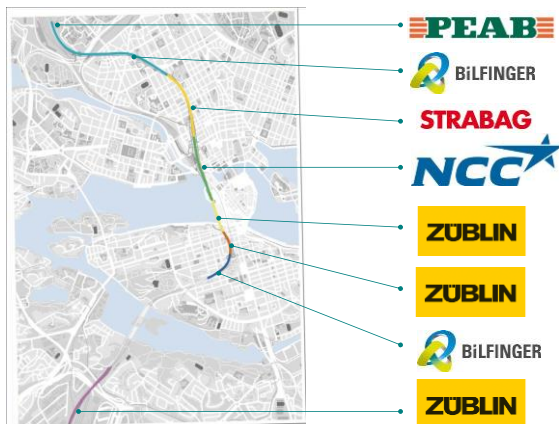 PEAB
BiLFINGER
STRABAG
NCC
ZÜBLIN
ZÜBLIN
BiLFINGER
ZÜBLIN